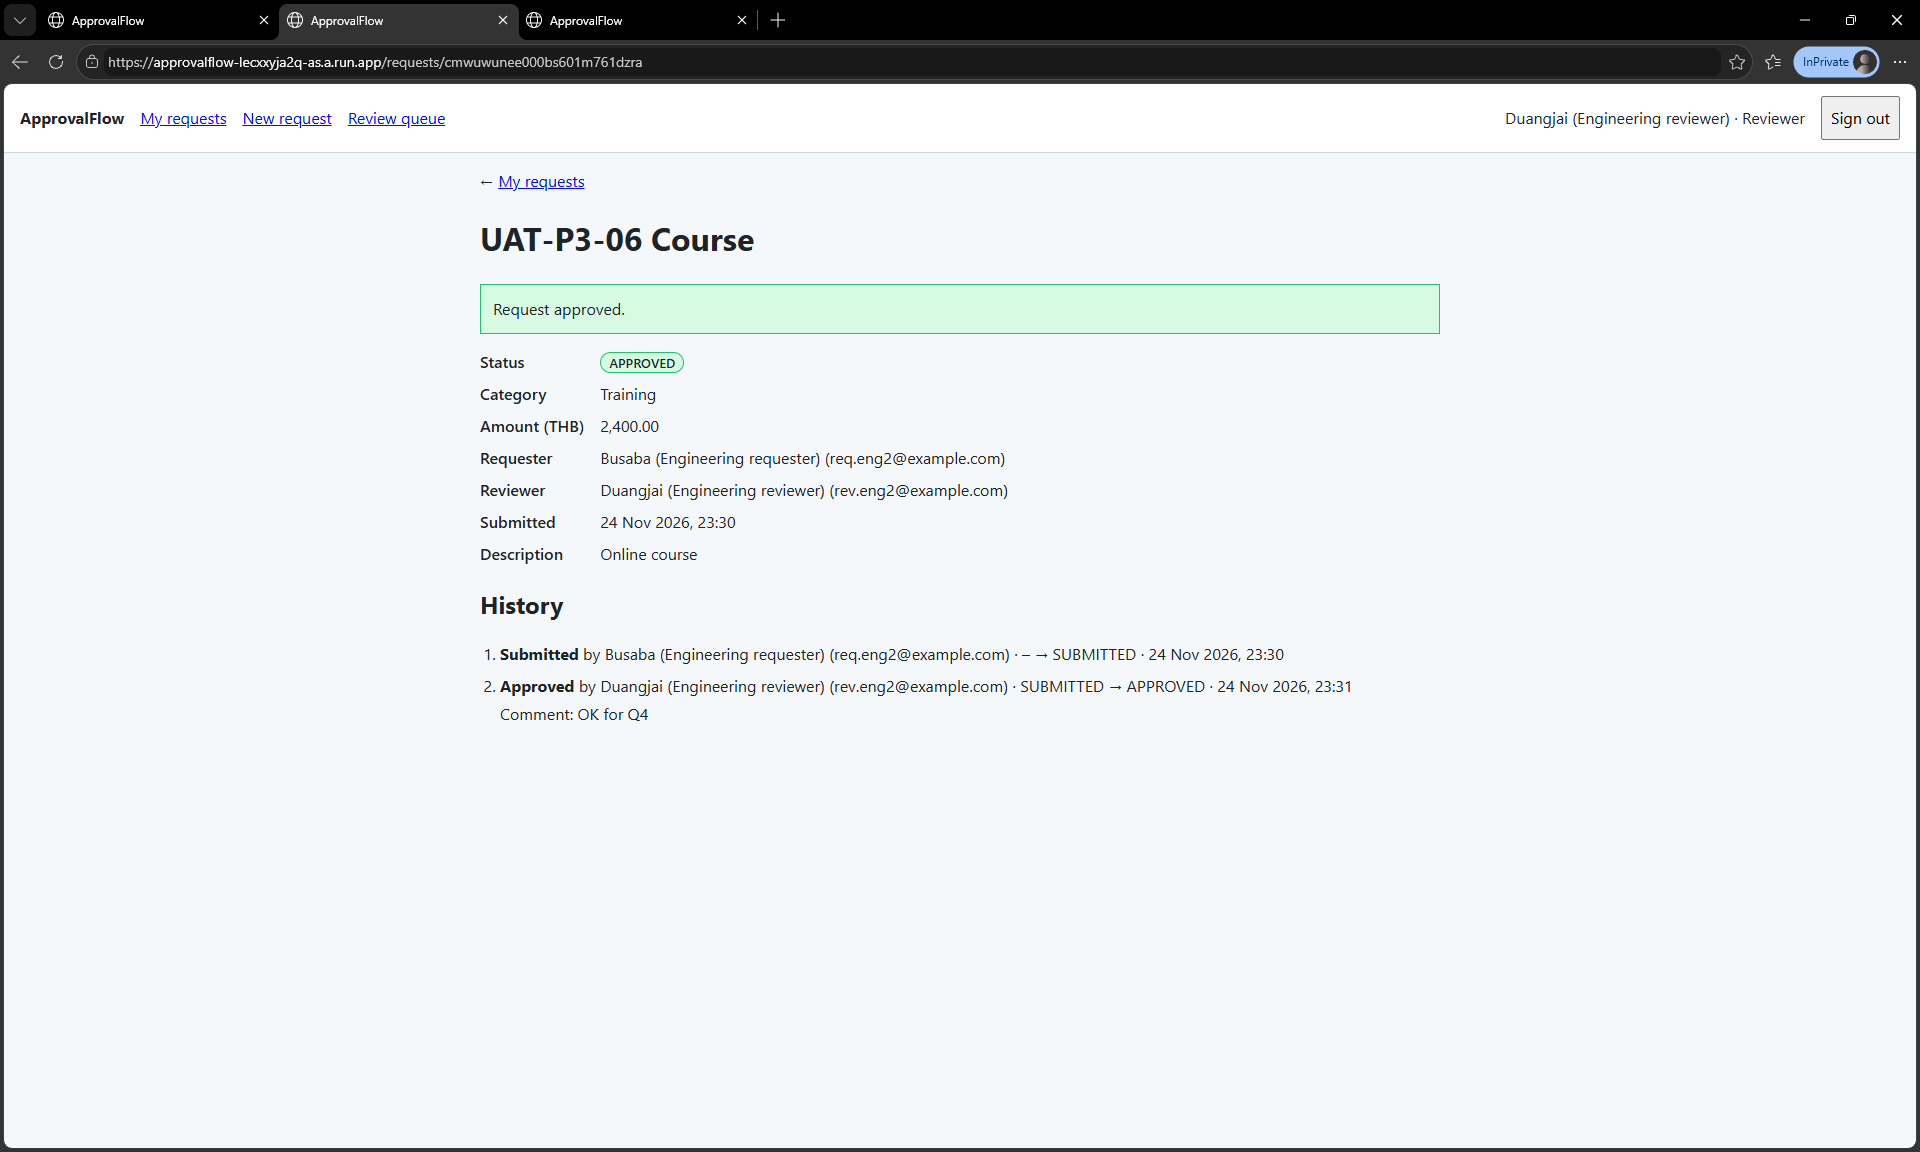 ApprovalFlow
ApprovalFlow
ApprovalFlow
https://approvalflow-lecxxyja2q-as.a.run.app/requests/cmwuwunee000bs601m761dzra
InPrivate
ApprovalFlow My requests New request Review queue
Duangjai (Engineering reviewer) · Reviewer Sign out
← My requests
UAT-P3-06 Course
Request approved.
Status APPROVED
Category Training
Amount (THB) 2,400.00
Requester Busaba (Engineering requester) (req.eng2@example.com)
Reviewer Duangjai (Engineering reviewer) (rev.eng2@example.com)
Submitted 24 Nov 2026, 23:30
Description Online course
History
1. Submitted by Busaba (Engineering requester) (req.eng2@example.com) · – → SUBMITTED · 24 Nov 2026, 23:30
2. Approved by Duangjai (Engineering reviewer) (rev.eng2@example.com) · SUBMITTED → APPROVED · 24 Nov 2026, 23:31
Comment: OK for Q4